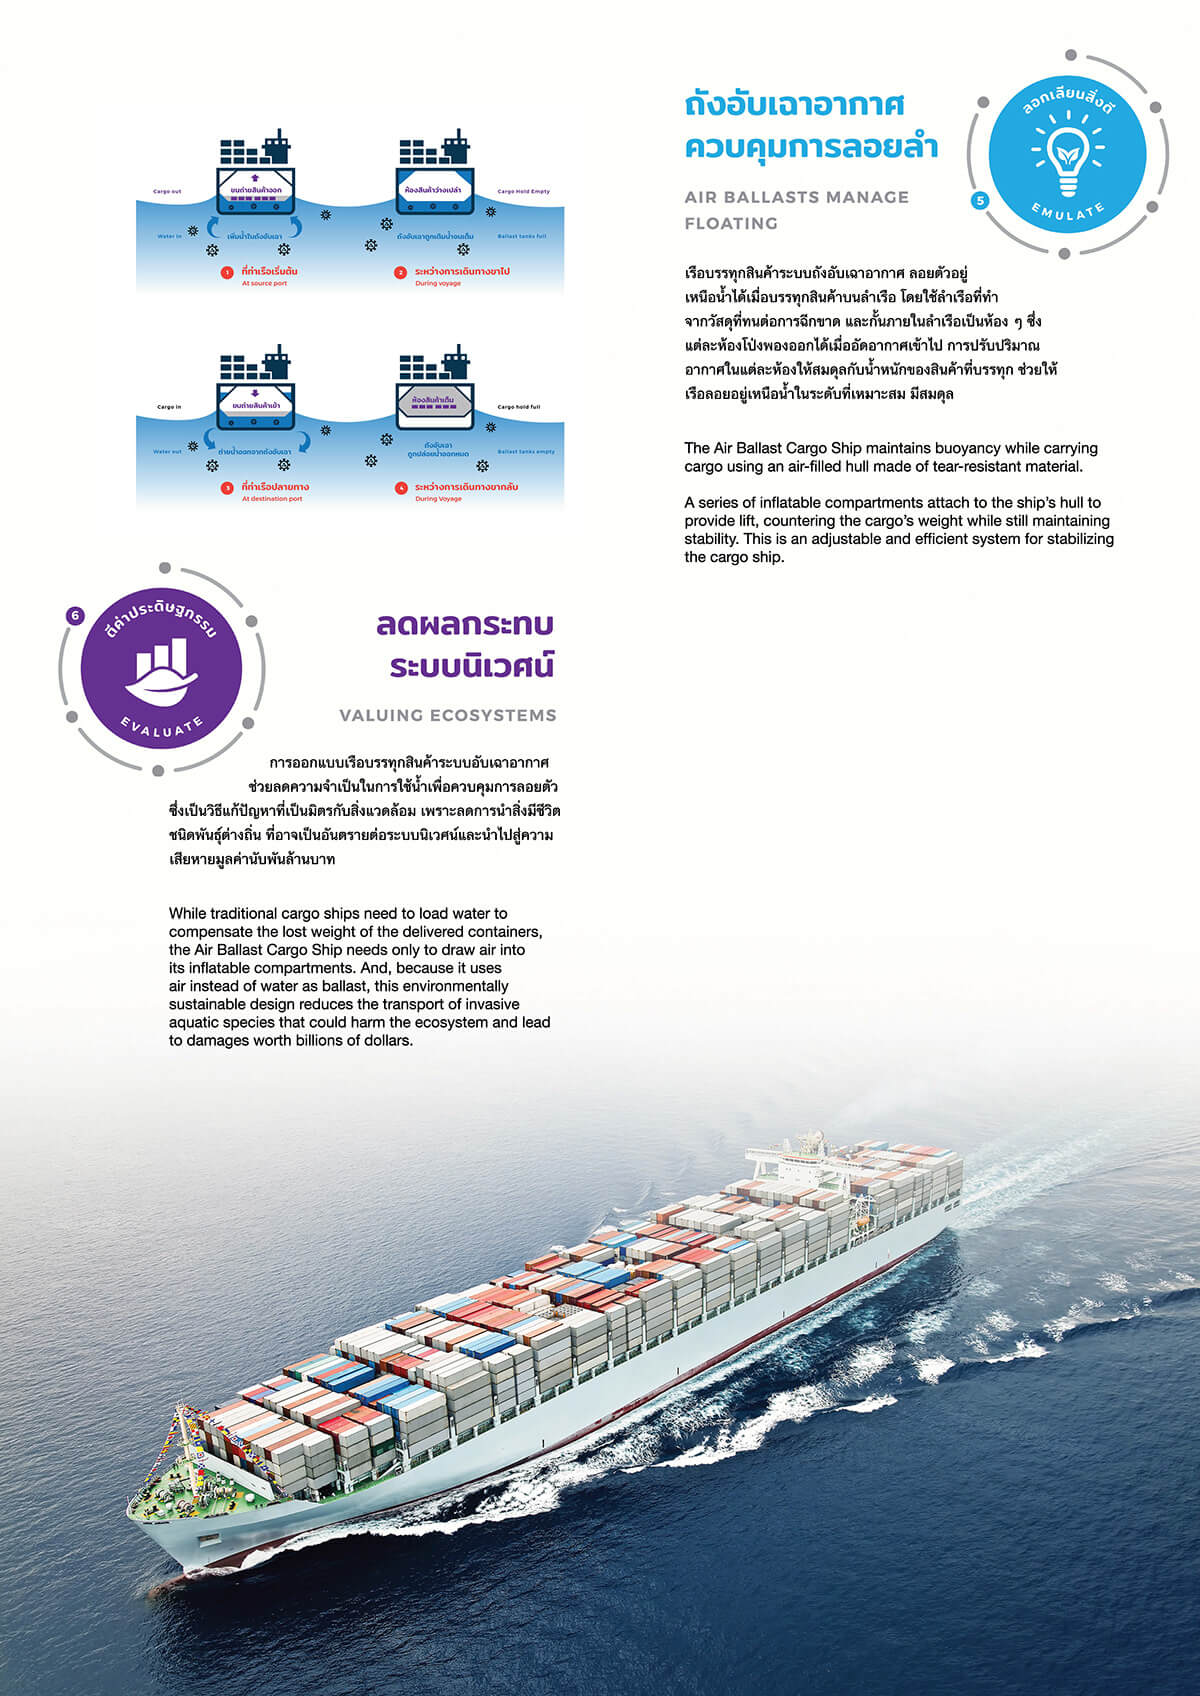 Cargo out
ขนถ่ายสินค้าออก
ห้องสินค้าว่างเปล่า
Cargo Hold Empty
Water in
เพิ่มน้ำในถังอับเฉา
ถังอับเฉาถูกเติมน้ำจนเต็ม
Ballast tanks full
1 ที่ท่าเรือเริ่มต้น
At source port
2 ระหว่างการเดินทางขาไป
During voyage
Cargo in
ขนถ่ายสินค้าเข้า
ห้องสินค้าเต็ม
Cargo hold full
Water out
ถ่ายน้ำออกจากถังอับเฉา
ถังอับเฉา
ถูกปล่อยน้ำออกหมด
Ballast tanks empty
3 ที่ท่าเรือปลายทาง
At destination port
4 ระหว่างการเดินทางขากลับ
During Voyage
ถังอับเฉาอากาศ
ควบคุมการลอยลำ
AIR BALLASTS MANAGE
FLOATING
ลอกเลียนสิ่งดี
5
EMULATE
เรือบรรทุกสินค้าระบบถังอับเฉาอากาศ ลอยตัวอยู่
เหนือน้ำได้เมื่อบรรทุกสินค้าบนลำเรือ โดยใช้ลำเรือที่ทำ
จากวัสดุที่ทนต่อการฉีกขาด และกั้นภายในลำเรือเป็นห้อง ๆ ซึ่ง
แต่ละห้องโป่งพองออกได้เมื่ออัดอากาศเข้าไป การปรับปริมาณ
อากาศในแต่ละห้องให้สมดุลกับน้ำหนักของสินค้าที่บรรทุก ช่วยให้
เรือลอยอยู่เหนือน้ำในระดับที่เหมาะสม มีสมดุล
The Air Ballast Cargo Ship maintains buoyancy while carrying
cargo using an air-filled hull made of tear-resistant material.
A series of inflatable compartments attach to the ship's hull to
provide lift, countering the cargo's weight while still maintaining
stability. This is an adjustable and efficient system for stabilizing
the cargo ship.
6
ตีค่าประดิษฐกรรม
EVALUATE
ลดผลกระทบ
ระบบนิเวศน์
VALUING ECOSYSTEMS
การออกแบบเรือบรรทุกสินค้าระบบอับเฉาอากาศ
ช่วยลดความจำเป็นในการใช้น้ำเพื่อควบคุมการลอยตัว
ซึ่งเป็นวิธีแก้ปัญหาที่เป็นมิตรกับสิ่งแวดล้อม เพราะลดการนำสิ่งมีชีวิต
ชนิดพันธุ์ต่างถิ่น ที่อาจเป็นอันตรายต่อระบบนิเวศน์และนำไปสู่ความ
เสียหายมูลค่านับพันล้านบาท
While traditional cargo ships need to load water to
compensate the lost weight of the delivered containers,
the Air Ballast Cargo Ship needs only to draw air into
its inflatable compartments. And, because it uses
air instead of water as ballast, this environmentally
sustainable design reduces the transport of invasive
aquatic species that could harm the ecosystem and lead
to damages worth billions of dollars.